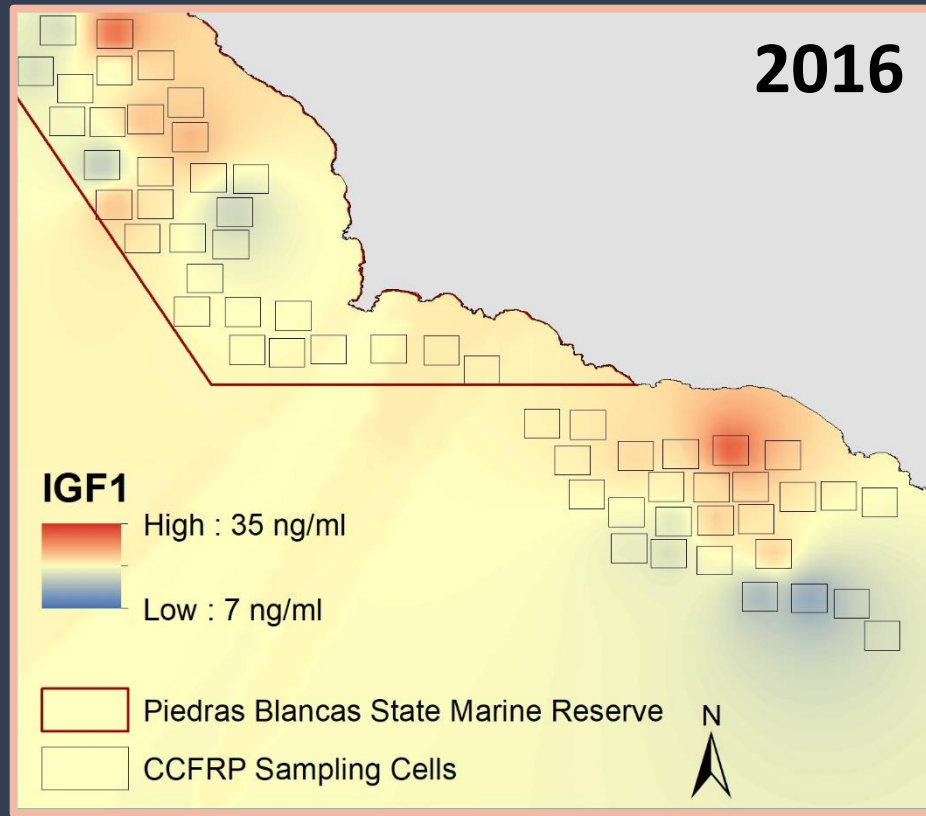 2016
IGF1
High : 35 ng/ml
Low : 7 ng/ml
Piedras Blancas State Marine Reserve
N
CCFRP Sampling Cells